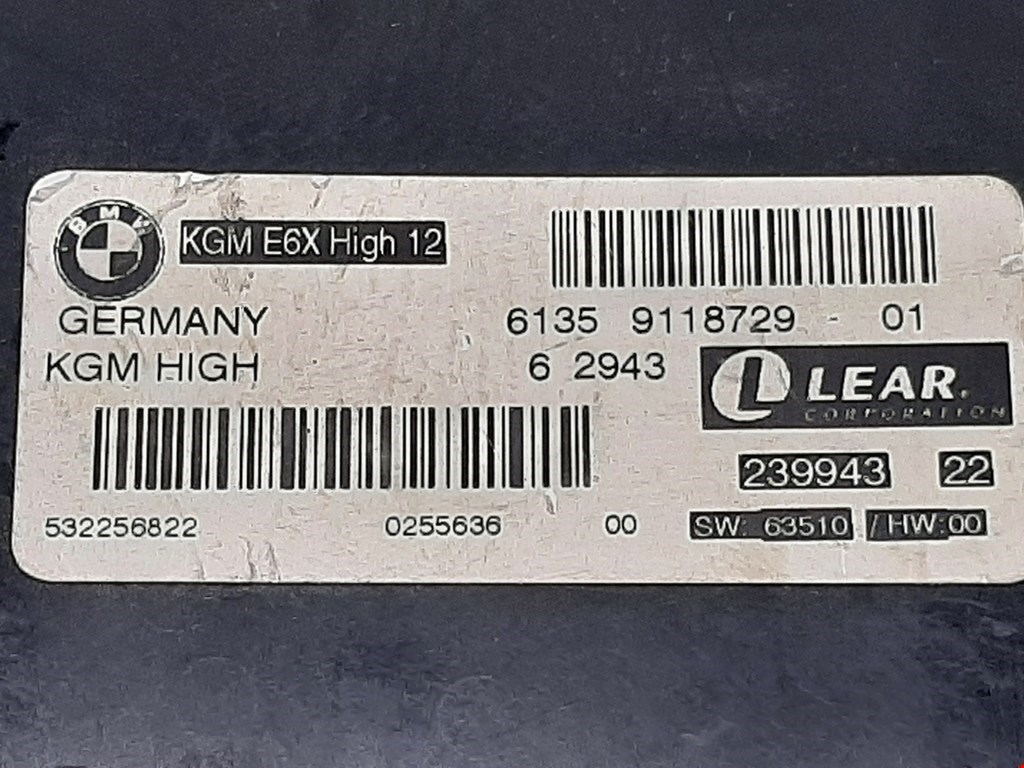 BMW KGM E6X High 12
GERMANY 6135 9118729 - 01
KGM HIGH 6 2943
LEAR.
CORPORATION
239943 22
532256822 0255636 00 SW: 63510 / HW:00